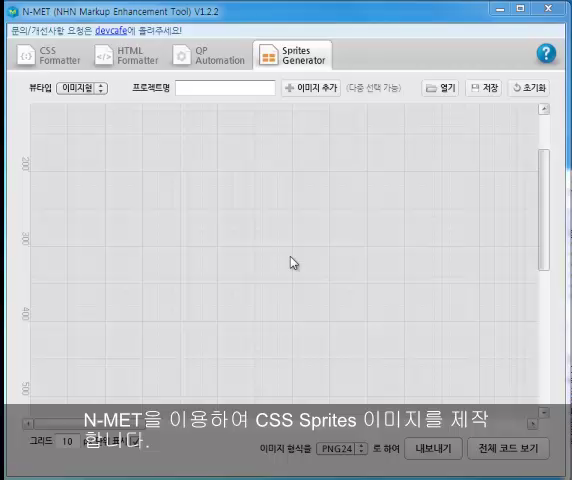 N-MET (NHN Markup Enhancement Tool) V1.2.2
문의/개선사항 요청은 devcafe에 올려주세요!
CSS Formatter
HTML Formatter
QP Automation
Sprites Generator
?
뷰타입 이미지형 프로젝트명 이미지 추가 (다중 선택 가능) 열기 저장 초기화
200
300
400
500
N-MET을 이용하여 CSS Sprites 이미지를 제작
합니다.
그리드 10 표시
이미지 형식을 PNG24 로 하여 내보내기 전체 코드 보기